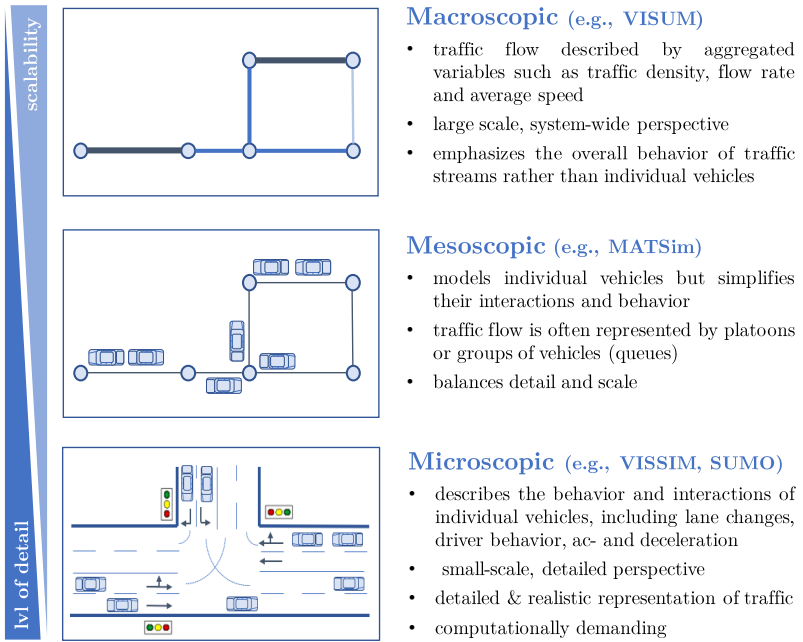 scalability
lvl of detail
Macroscopic (e.g., VISUM)
• traffic flow described by aggregated
variables such as traffic density, flow rate
and average speed
• large scale, system-wide perspective
• emphasizes the overall behavior of traffic
streams rather than individual vehicles
Mesoscopic (e.g., MATSim)
• models individual vehicles but simplifies
their interactions and behavior
• traffic flow is often represented by platoons
or groups of vehicles (queues)
• balances detail and scale
Microscopic (e.g., VISSIM, SUMO)
• describes the behavior and interactions of
individual vehicles, including lane changes,
driver behavior, ac- and deceleration
• small-scale, detailed perspective
• detailed & realistic representation of traffic
• computationally demanding